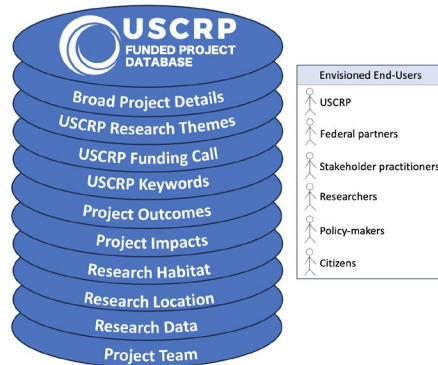 USCRP
FUNDED PROJECT
DATABASE
Broad Project Details
USCRP Research Themes
USCRP Funding Call
USCRP Keywords
Project Outcomes
Project Impacts
Research Habitat
Research Location
Research Data
Project Team
Envisioned End-Users
USCRP
Federal partners
Stakeholder practitioners
Researchers
Policy-makers
Citizens